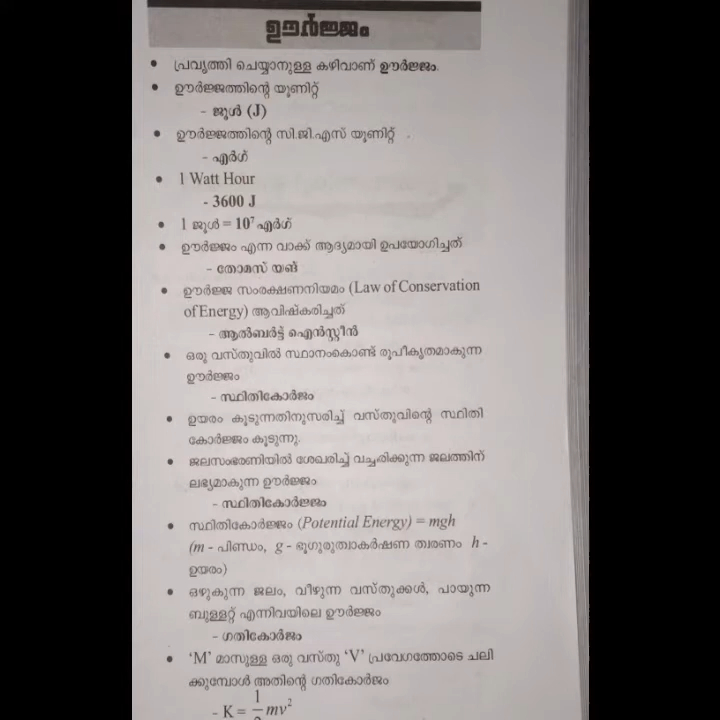 ഊർജ്ജം
• പ്രവൃത്തി ചെയ്യാനുള്ള കഴിവാണ് ഊർജ്ജം.
• ഊർജ്ജത്തിന്റെ യൂണിറ്റ്
- ജൂൾ (J)
• ഊർജ്ജത്തിന്റെ സി.ജി.എസ് യൂണിറ്റ്
- എർഗ്
• 1 Watt Hour
- 3600 J
• 1 ജൂൾ = 10⁷ എർഗ്
• ഊർജ്ജം എന്ന വാക്ക് ആദ്യമായി ഉപയോഗിച്ചത്
- തോമസ് യങ്
• ഊർജ്ജ സംരക്ഷണനിയമം (Law of Conservation
of Energy) ആവിഷ്കരിച്ചത്
- ആൽബർട്ട് ഐൻസ്റ്റീൻ
• ഒരു വസ്തുവിൽ സ്ഥാനംകൊണ്ട് രൂപീകൃതമാകുന്ന
ഊർജ്ജം
- സ്ഥിതികോർജം
• ഉയരം കൂടുന്നതിനുസരിച്ച് വസ്തുവിന്റെ സ്ഥിതി
കോർജ്ജം കൂടുന്നു.
• ജലസംഭരണിയിൽ ശേഖരിച്ച് വച്ചരിക്കുന്ന ജലത്തിന്
ലഭ്യമാകുന്ന ഊർജ്ജം
- സ്ഥിതികോർജ്ജം
• സ്ഥിതികോർജ്ജം (Potential Energy) = mgh
(m - പിണ്ഡം, g - ഭൂഗുരുത്വാകർഷണ ത്വരണം h -
ഉയരം)
• ഒഴുകുന്ന ജലം, വീഴുന്ന വസ്തുക്കൾ, പായുന്ന
ബുള്ളറ്റ് എന്നിവയിലെ ഊർജ്ജം
- ഗതികോർജം
• ‘M’ മാസുള്ള ഒരു വസ്തു ‘V’ പ്രവേഗത്തോടെ ചലി
ക്കുമ്പോൾ അതിന്റെ ഗതികോർജം
- K = 1/2 mv²